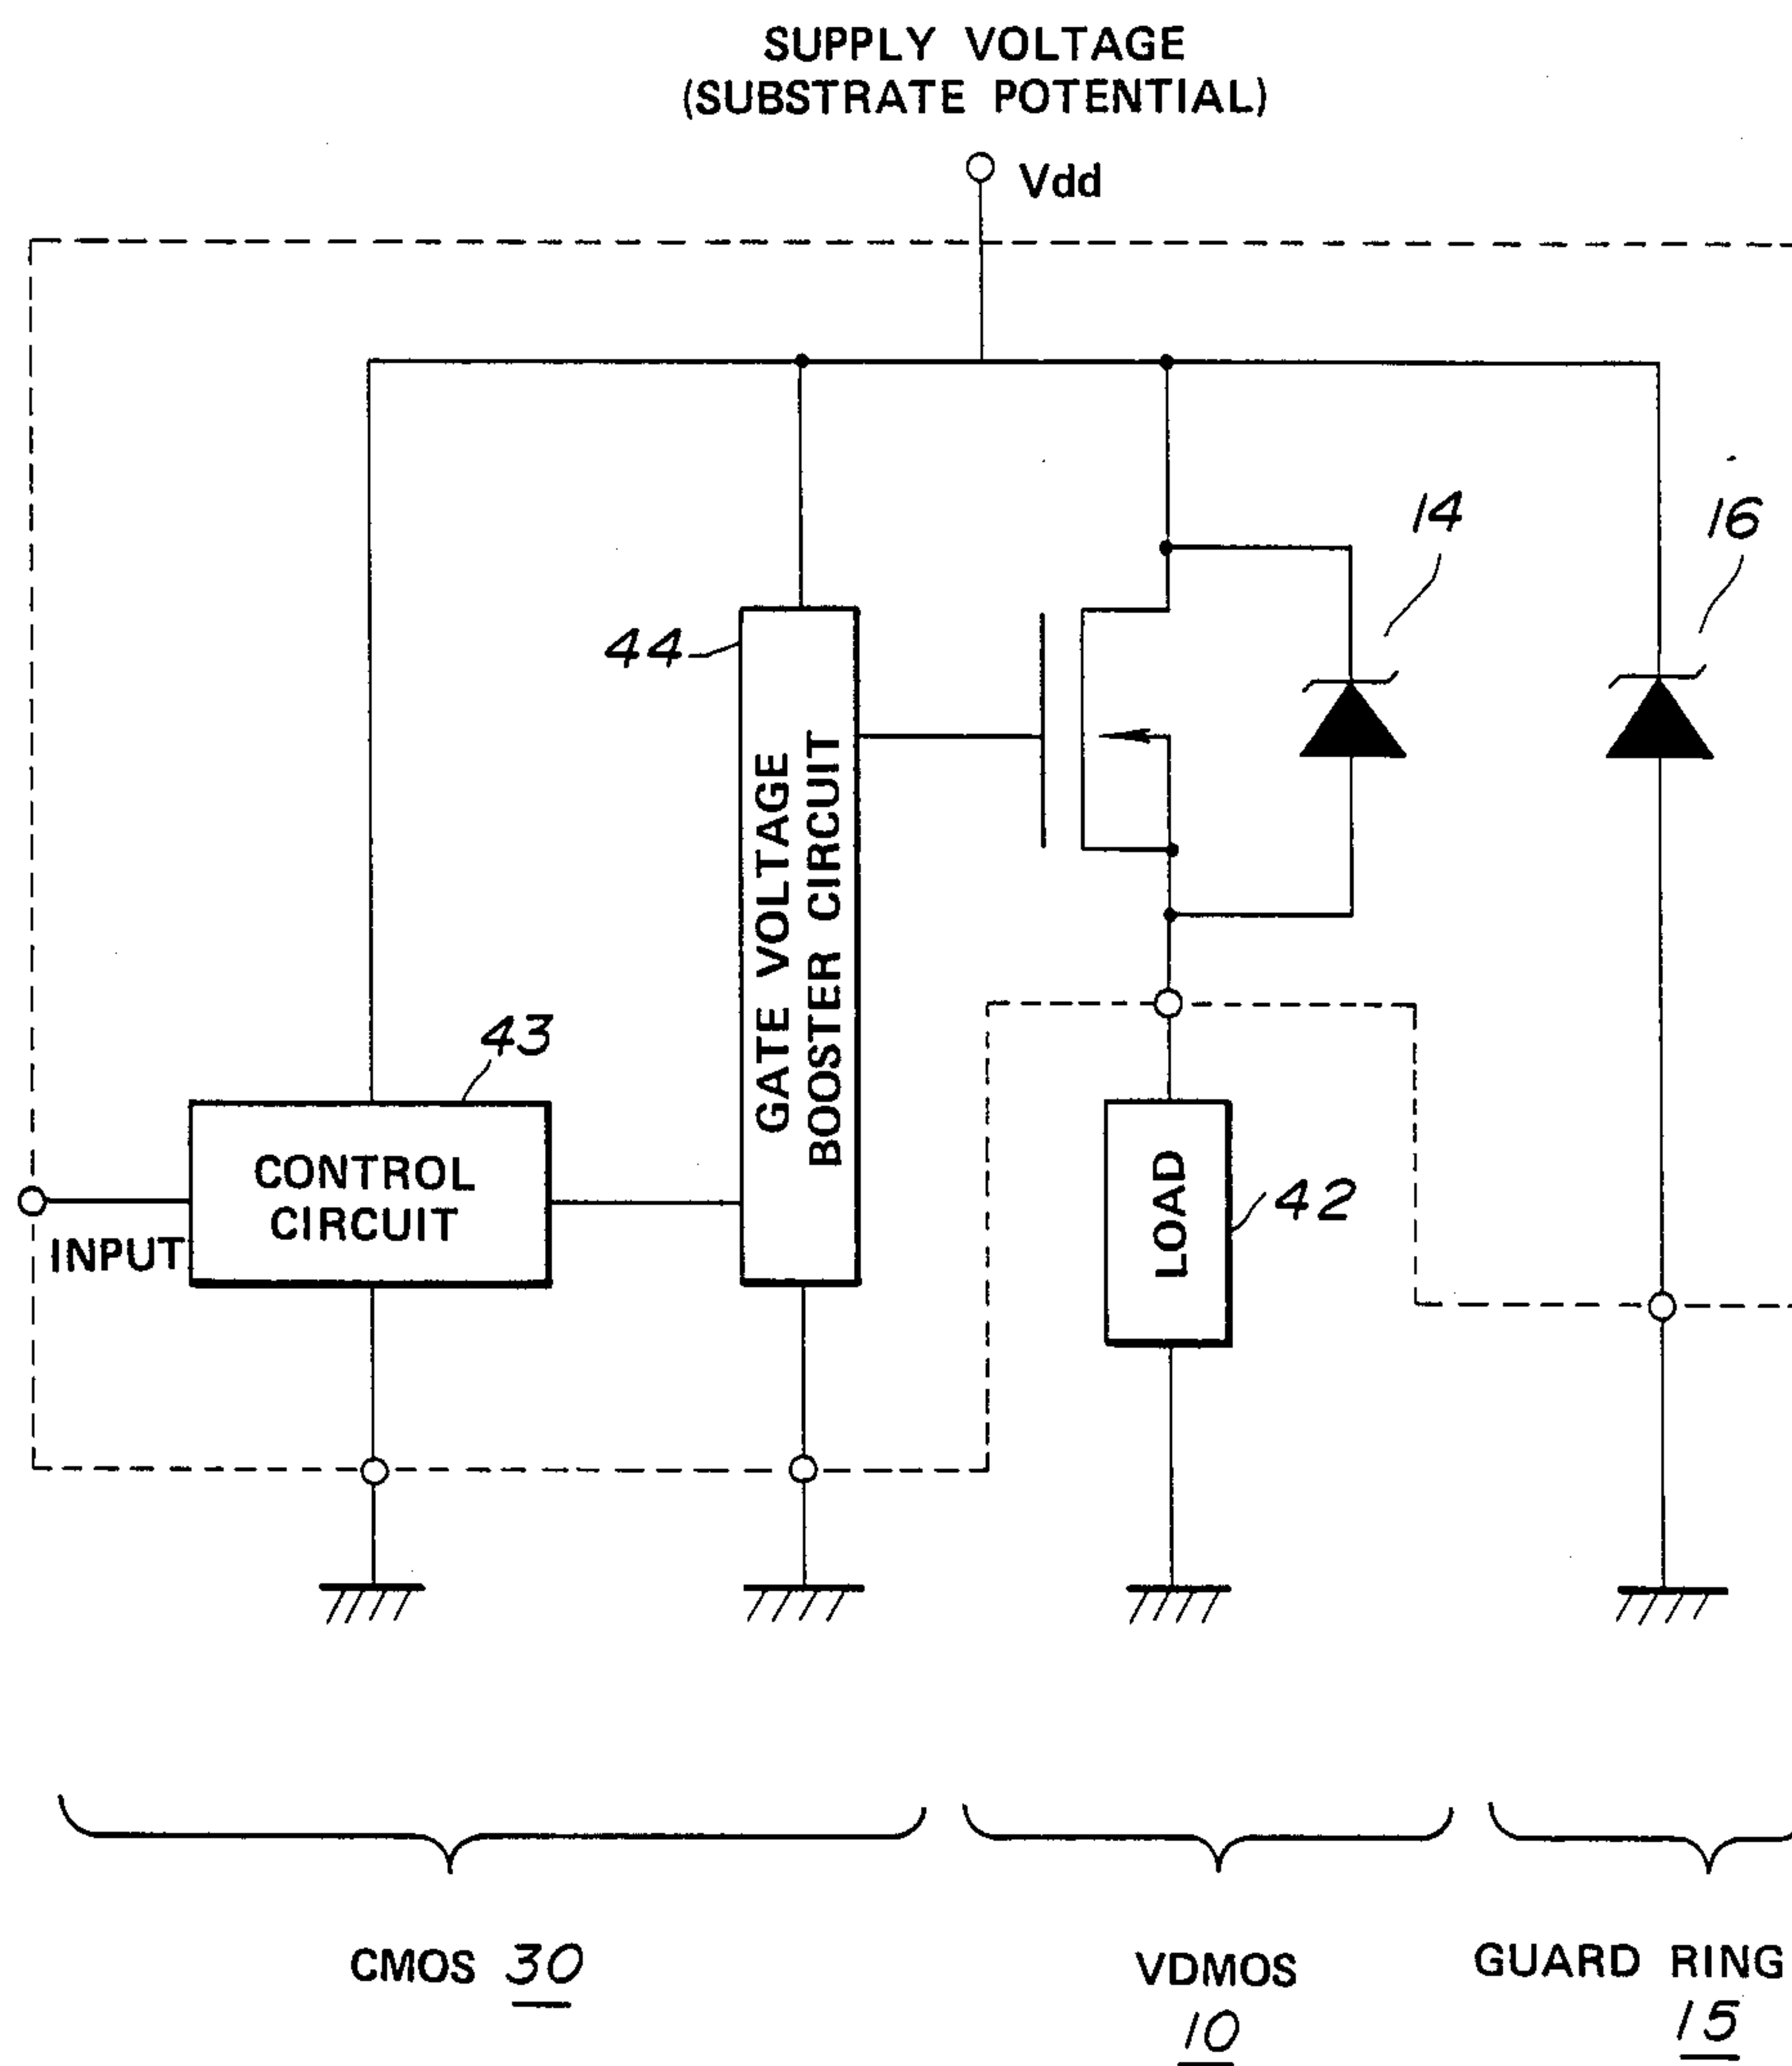 SUPPLY VOLTAGE
(SUBSTRATE POTENTIAL)
Vdd
14
16
44
GATE VOLTAGE
BOOSTER CIRCUIT
43
CONTROL
CIRCUIT
INPUT
LOAD
42
CMOS 30
VDMOS
10
GUARD RING
15